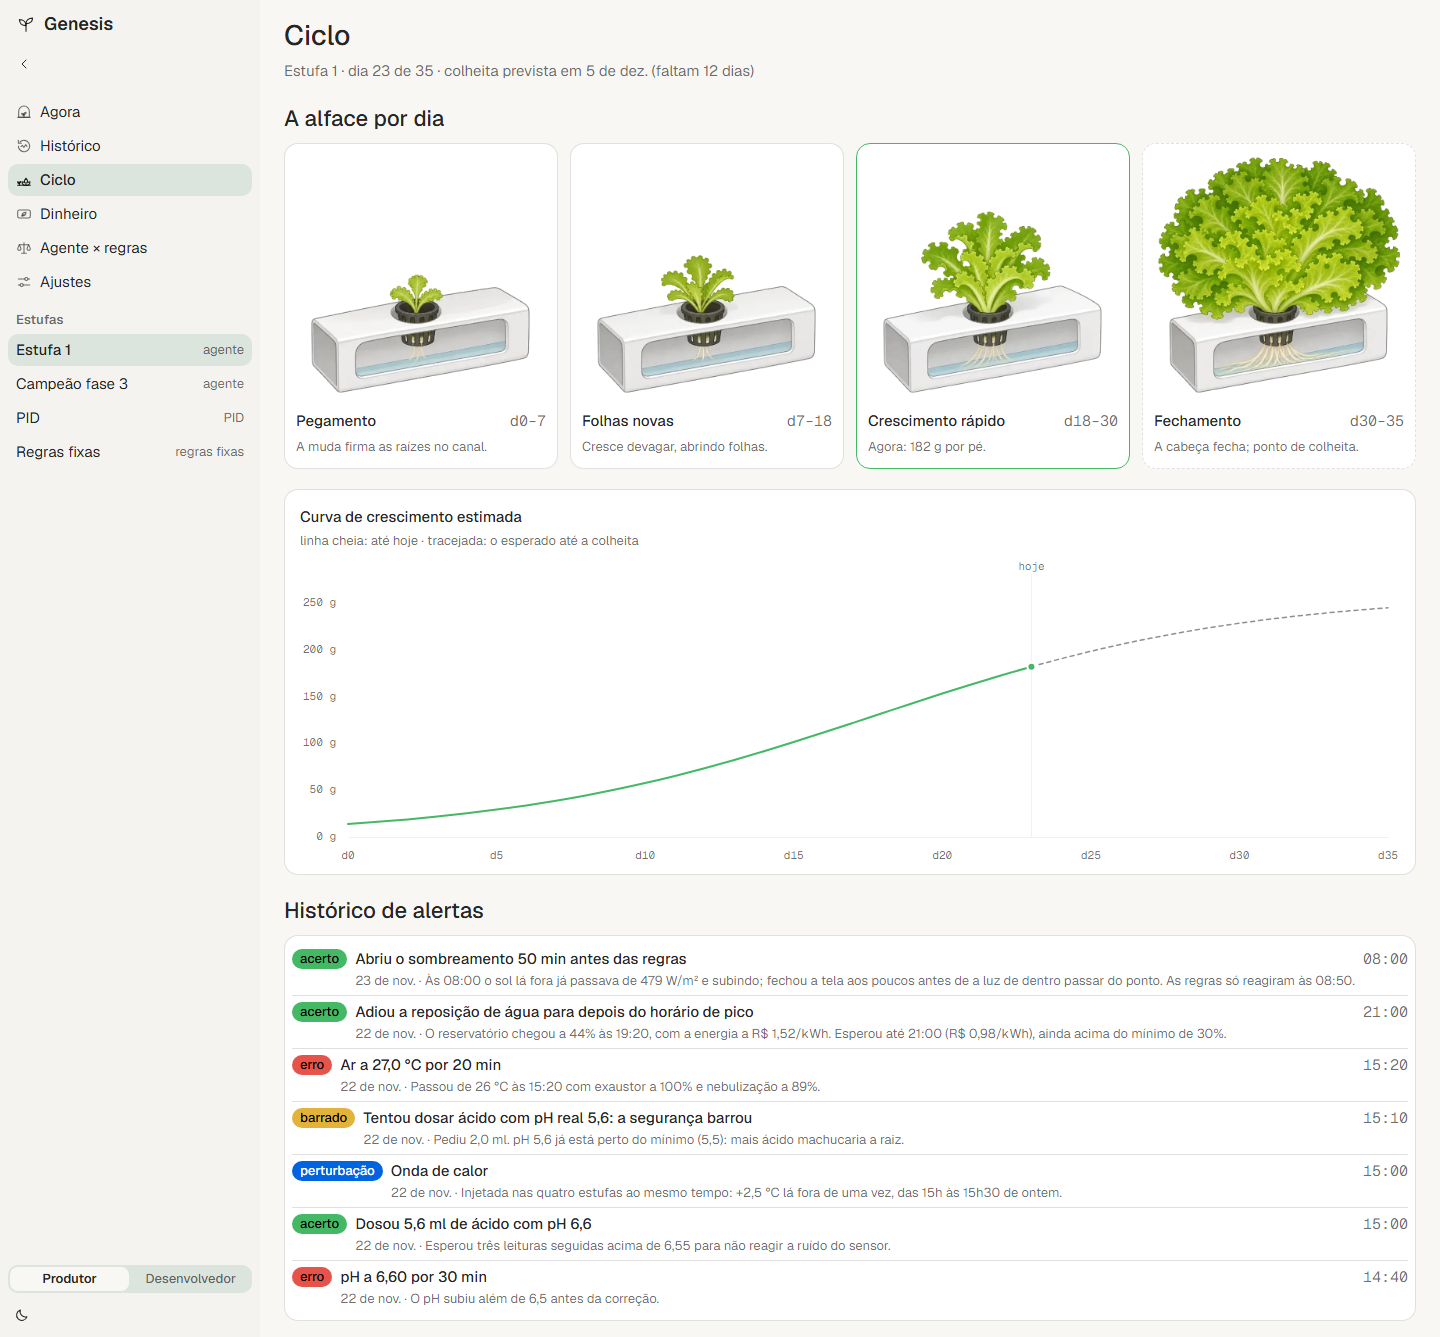 Genesis
Agora
Histórico
Ciclo
Dinheiro
Agente × regras
Ajustes
Estufas
Estufa 1 agente
Campeão fase 3 agente
PID PID
Regras fixas regras fixas
Produtor Desenvolvedor
Ciclo
Estufa 1 · dia 23 de 35 · colheita prevista em 5 de dez. (faltam 12 dias)
A alface por dia
Pegamento d0–7
A muda firma as raízes no canal.
Folhas novas d7–18
Cresce devagar, abrindo folhas.
Crescimento rápido d18–30
Agora: 182 g por pé.
Fechamento d30–35
A cabeça fecha; ponto de colheita.
Curva de crescimento estimada
linha cheia: até hoje · tracejada: o esperado até a colheita
hoje
250 g
200 g
150 g
100 g
50 g
0 g
d0 d5 d10 d15 d20 d25 d30 d35
Histórico de alertas
acerto Abriu o sombreamento 50 min antes das regras 08:00
23 de nov. · Às 08:00 o sol lá fora já passava de 479 W/m² e subindo; fechou a tela aos poucos antes de a luz de dentro passar do ponto. As regras só reagiram às 08:50.
acerto Adiou a reposição de água para depois do horário de pico 21:00
22 de nov. · O reservatório chegou a 44% às 19:20, com a energia a R$ 1,52/kWh. Esperou até 21:00 (R$ 0,98/kWh), ainda acima do mínimo de 30%.
erro Ar a 27,0 °C por 20 min 15:20
22 de nov. · Passou de 26 °C às 15:20 com exaustor a 100% e nebulização a 89%.
barrado Tentou dosar ácido com pH real 5,6: a segurança barrou 15:10
22 de nov. · Pediu 2,0 ml. pH 5,6 já está perto do mínimo (5,5): mais ácido machucaria a raiz.
perturbação Onda de calor 15:00
22 de nov. · Injetada nas quatro estufas ao mesmo tempo: +2,5 °C lá fora de uma vez, das 15h às 15h30 de ontem.
acerto Dosou 5,6 ml de ácido com pH 6,6 15:00
22 de nov. · Esperou três leituras seguidas acima de 6,55 para não reagir a ruído do sensor.
erro pH a 6,60 por 30 min 14:40
22 de nov. · O pH subiu além de 6,5 antes da correção.